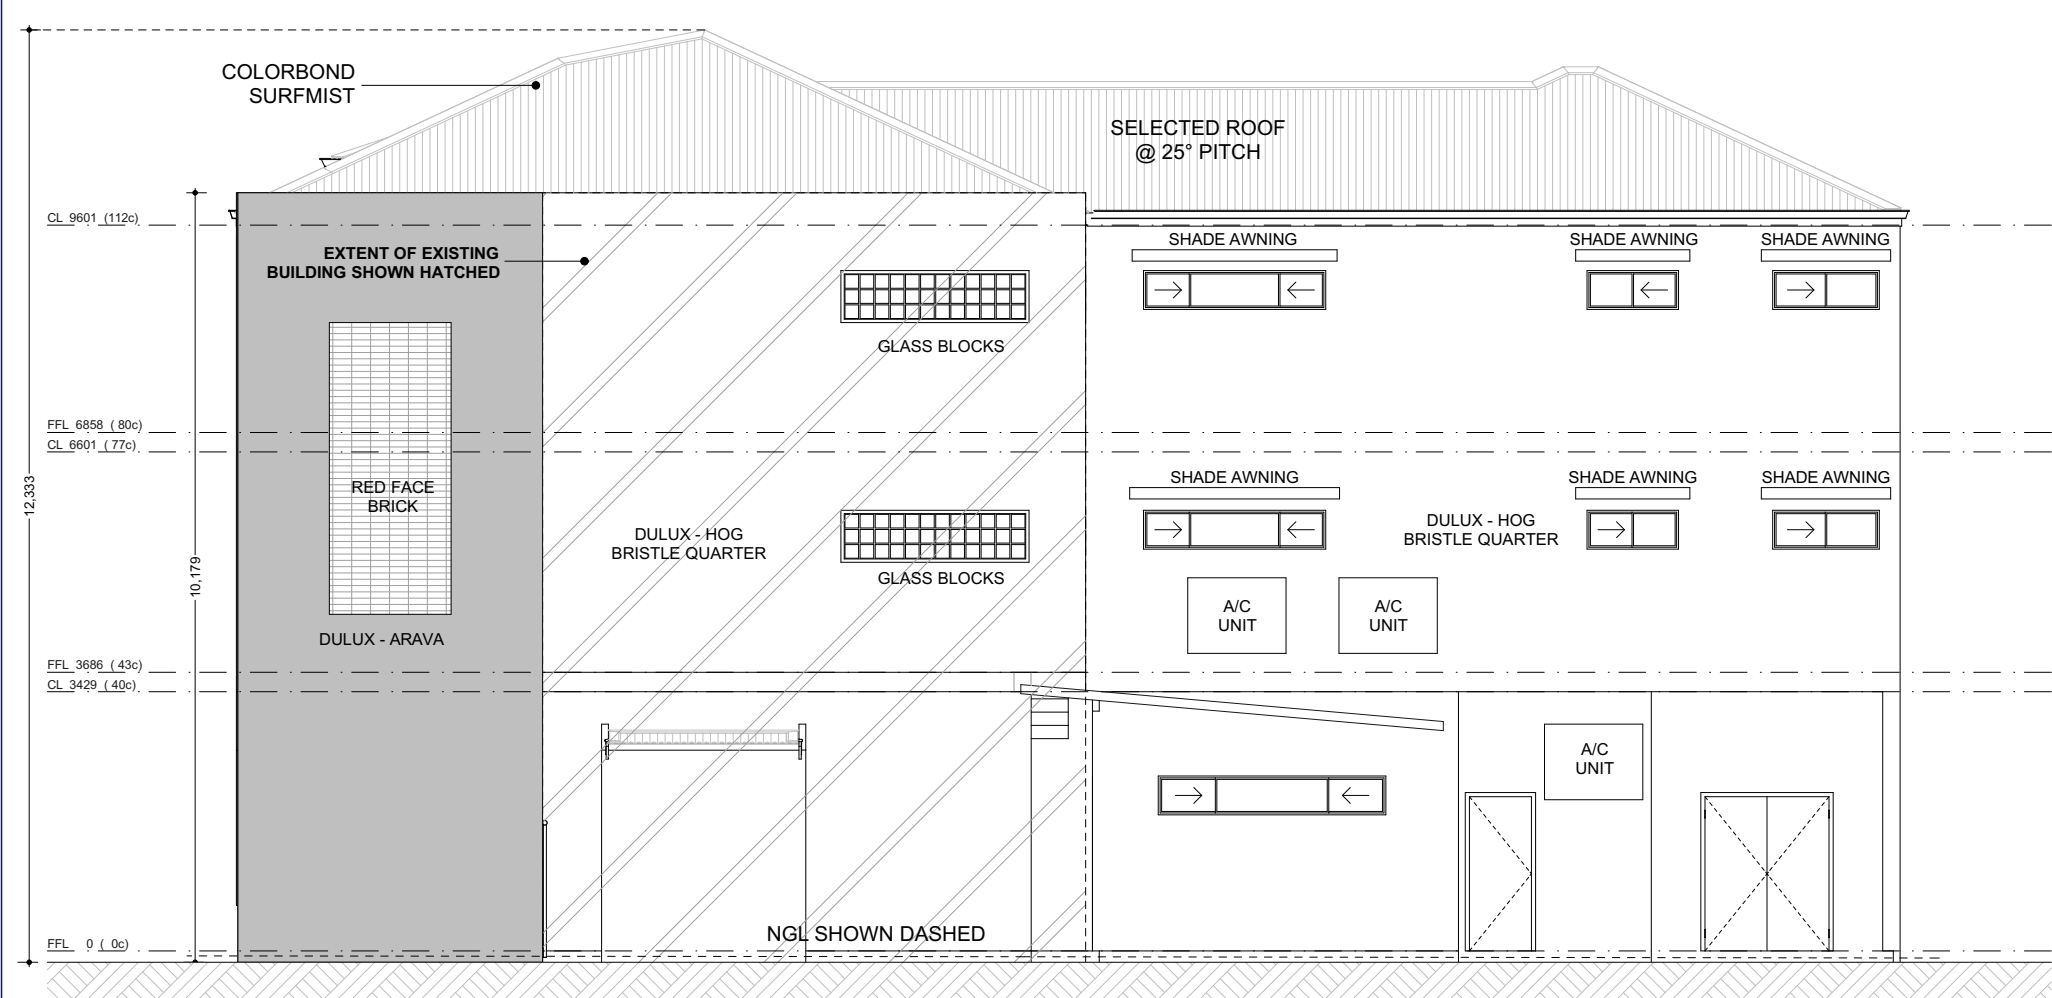 COLORBOND
SURFMIST
SELECTED ROOF
@ 25° PITCH
CL 9601 (112c)
EXTENT OF EXISTING
BUILDING SHOWN HATCHED
SHADE AWNING
SHADE AWNING
SHADE AWNING
GLASS BLOCKS
FFL 6858 ( 80c)
CL 6601 ( 77c)
12,333
RED FACE
BRICK
SHADE AWNING
SHADE AWNING
SHADE AWNING
DULUX - HOG
BRISTLE QUARTER
DULUX - HOG
BRISTLE QUARTER
10,179
GLASS BLOCKS
A/C
UNIT
A/C
UNIT
DULUX - ARAVA
FFL 3686 ( 43c)
CL 3429 ( 40c)
A/C
UNIT
NGL SHOWN DASHED
FFL 0 ( 0c)